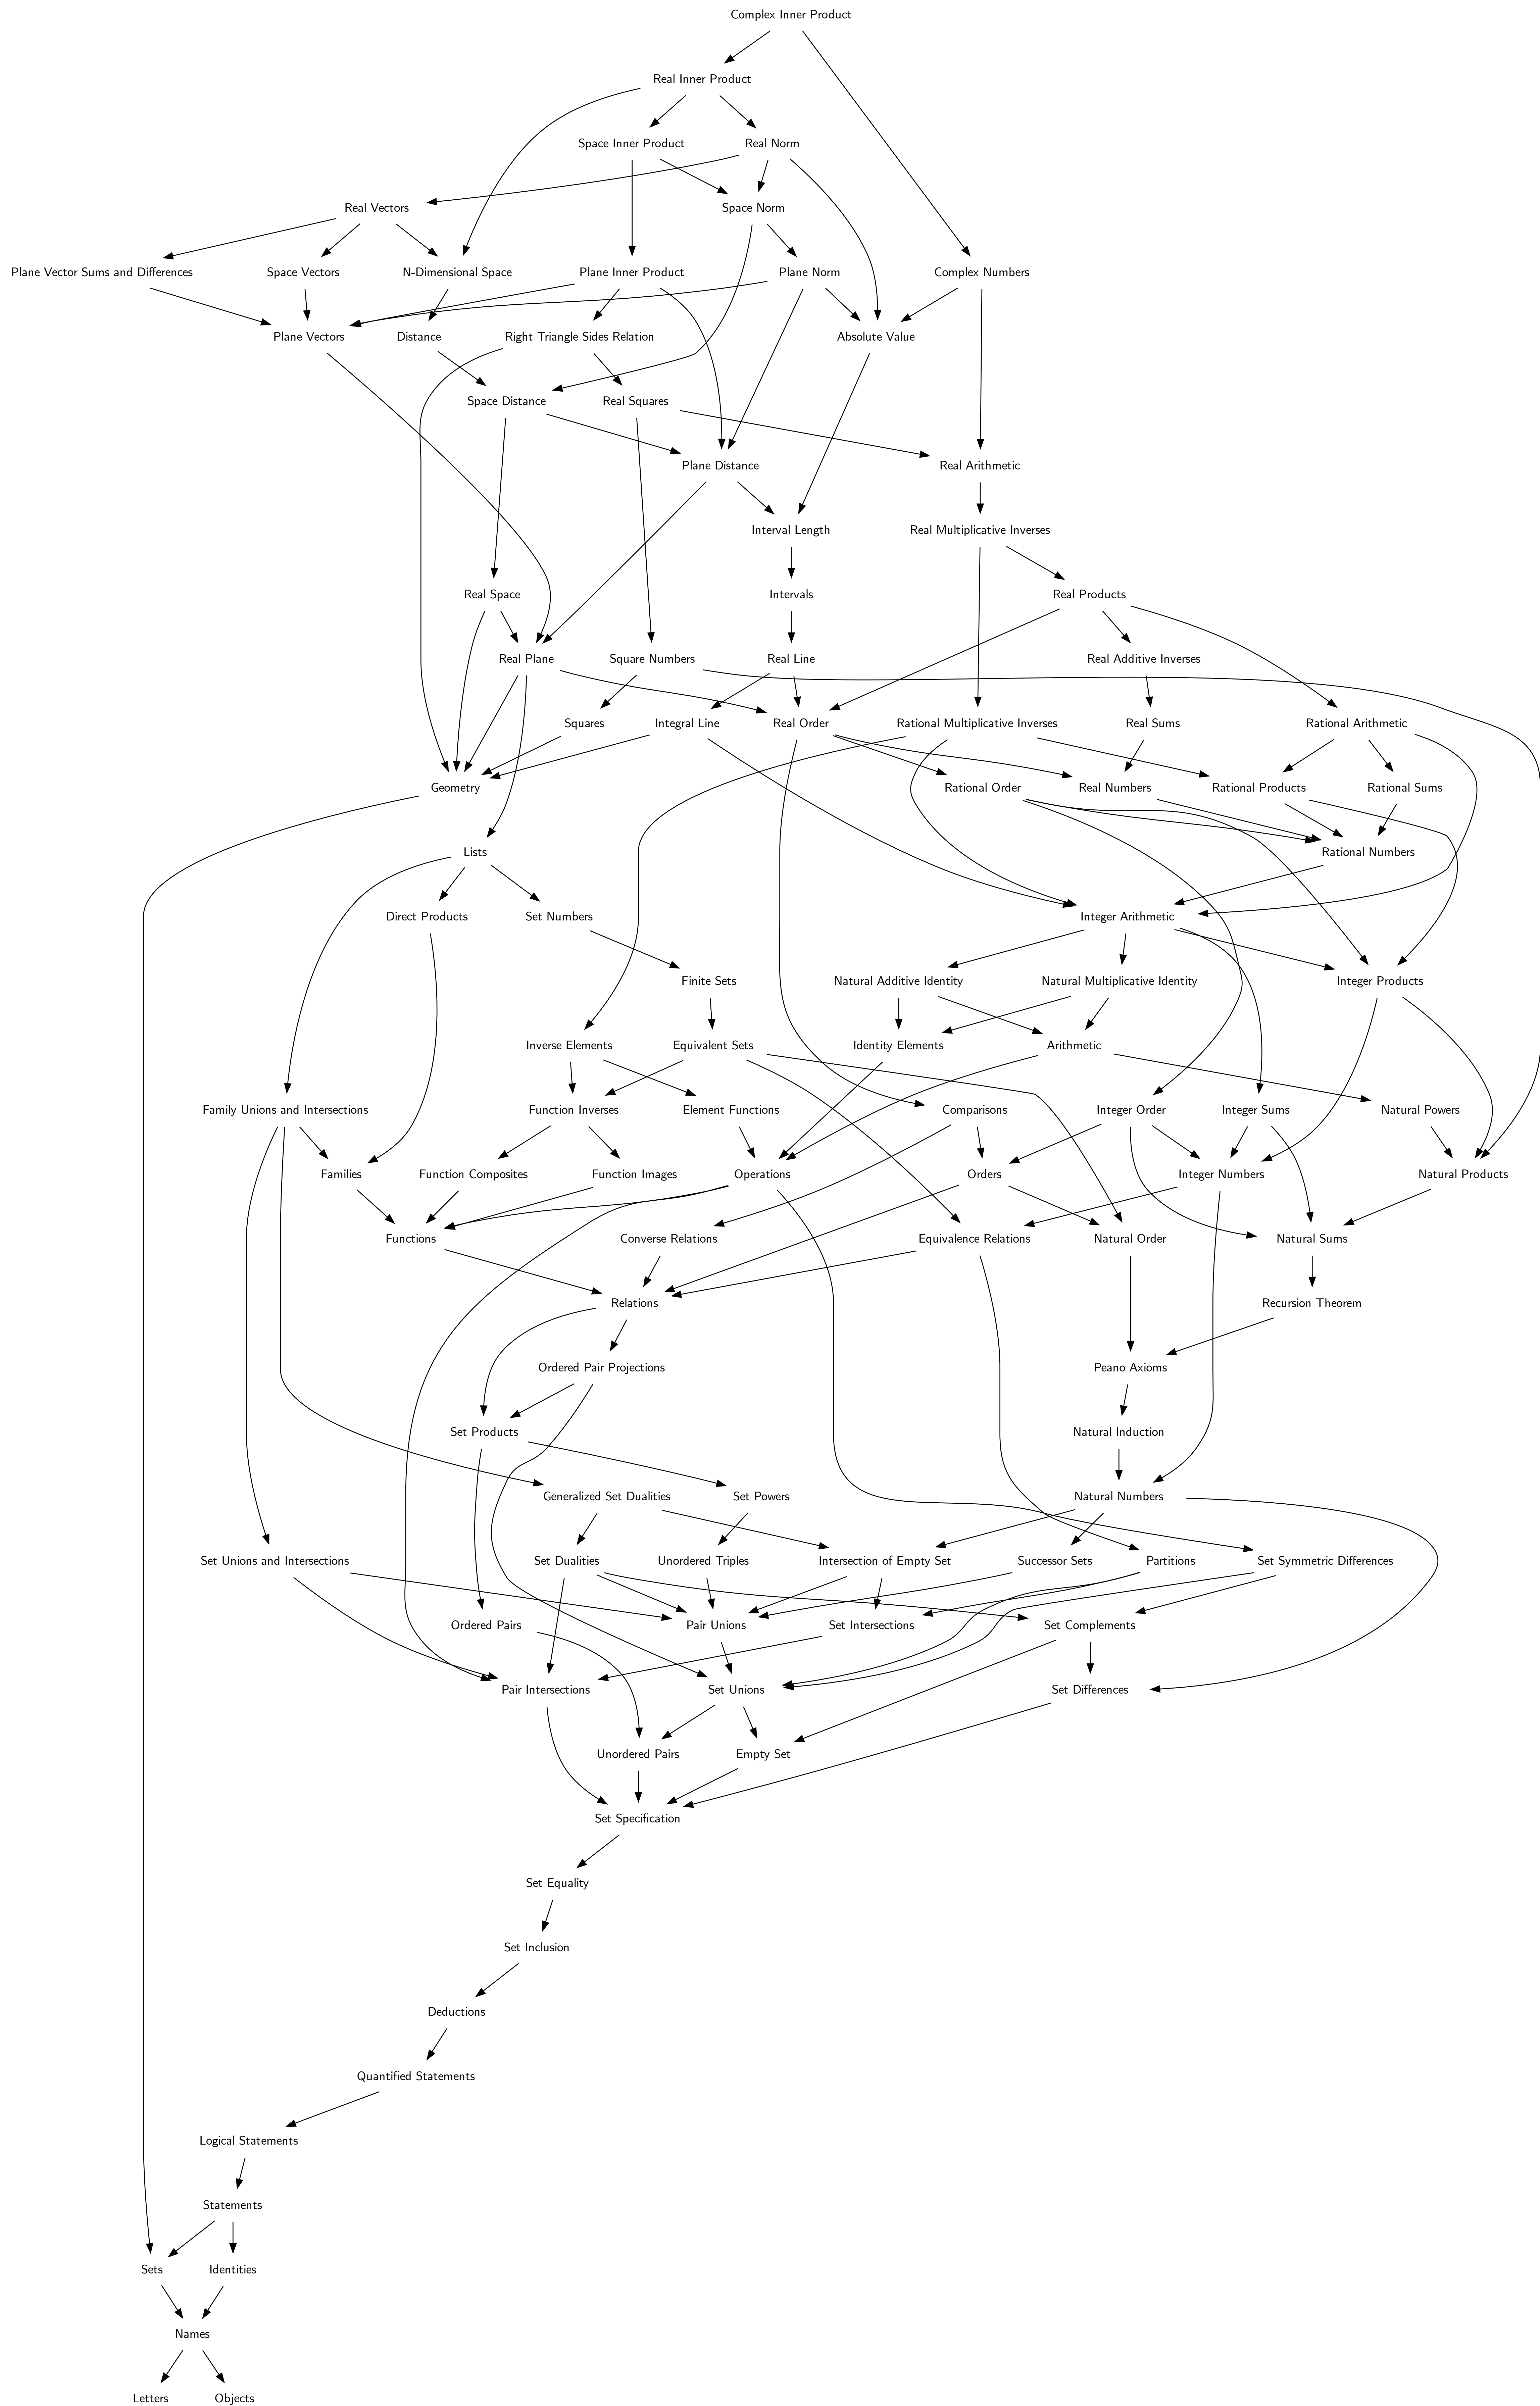 Complex Inner Product
Real Inner Product
Space Inner Product
Real Norm
Real Vectors
Space Norm
Plane Vector Sums and Differences
Space Vectors
N-Dimensional Space
Plane Inner Product
Plane Norm
Complex Numbers
Plane Vectors
Distance
Right Triangle Sides Relation
Absolute Value
Space Distance
Real Squares
Plane Distance
Real Arithmetic
Interval Length
Real Multiplicative Inverses
Real Space
Intervals
Real Products
Real Plane
Square Numbers
Real Line
Real Additive Inverses
Squares
Integral Line
Real Order
Rational Multiplicative Inverses
Real Sums
Rational Arithmetic
Geometry
Rational Order
Real Numbers
Rational Products
Rational Sums
Lists
Rational Numbers
Direct Products
Set Numbers
Integer Arithmetic
Finite Sets
Natural Additive Identity
Natural Multiplicative Identity
Integer Products
Inverse Elements
Equivalent Sets
Identity Elements
Arithmetic
Family Unions and Intersections
Function Inverses
Element Functions
Comparisons
Integer Order
Integer Sums
Natural Powers
Families
Function Composites
Function Images
Operations
Orders
Integer Numbers
Natural Products
Functions
Converse Relations
Equivalence Relations
Natural Order
Natural Sums
Relations
Recursion Theorem
Ordered Pair Projections
Peano Axioms
Set Products
Natural Induction
Generalized Set Dualities
Set Powers
Natural Numbers
Set Unions and Intersections
Set Dualities
Unordered Triples
Intersection of Empty Set
Successor Sets
Partitions
Set Symmetric Differences
Ordered Pairs
Pair Unions
Set Intersections
Set Complements
Pair Intersections
Set Unions
Set Differences
Unordered Pairs
Empty Set
Set Specification
Set Equality
Set Inclusion
Deductions
Quantified Statements
Logical Statements
Statements
Sets
Identities
Names
Letters
Objects